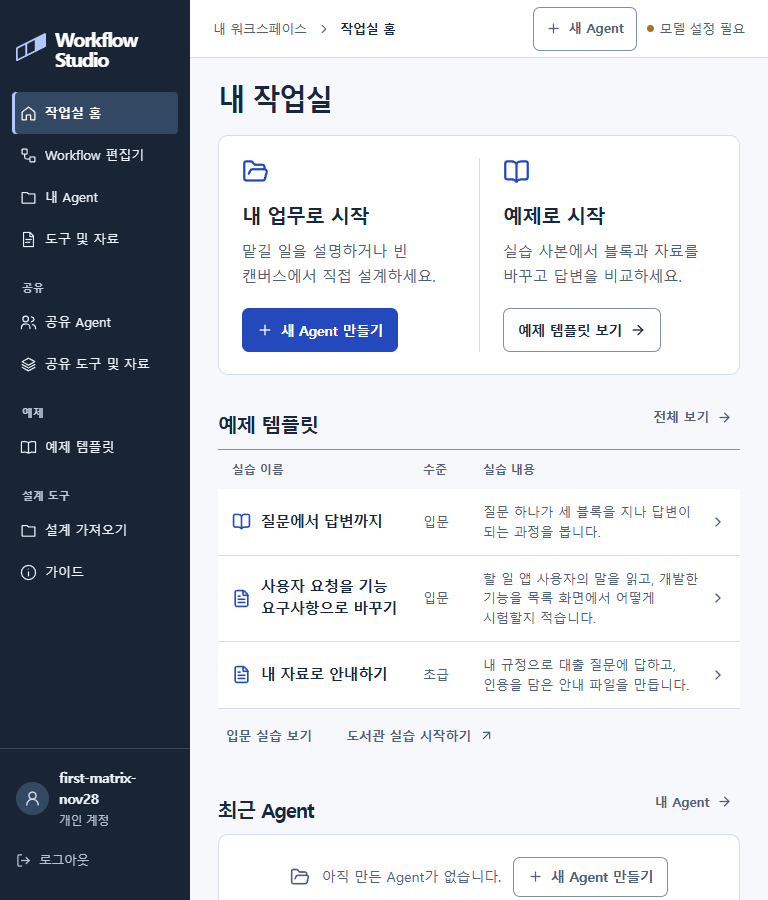 Workflow
Studio
작업실 홈
Workflow 편집기
내 Agent
도구 및 자료
공유
공유 Agent
공유 도구 및 자료
예제
예제 템플릿
설계 도구
설계 가져오기
가이드
first-matrix-
nov28
개인 계정
로그아웃
내 워크스페이스 > 작업실 홈
+ 새 Agent
모델 설정 필요
내 작업실
내 업무로 시작
맡길 일을 설명하거나 빈
캔버스에서 직접 설계하세요.
+ 새 Agent 만들기
예제로 시작
실습 사본에서 블록과 자료를
바꾸고 답변을 비교하세요.
예제 템플릿 보기 →
예제 템플릿
전체 보기 →
실습 이름 수준 실습 내용
질문에서 답변까지
입문
질문 하나가 세 블록을 지나 답변이
되는 과정을 봅니다.
사용자 요청을 기능
요구사항으로 바꾸기
입문
할 일 앱 사용자의 말을 읽고, 개발한
기능을 목록 화면에서 어떻게
시험할지 적습니다.
내 자료로 안내하기
초급
내 규정으로 대출 질문에 답하고,
인용을 담은 안내 파일을 만듭니다.
입문 실습 보기
도서관 실습 시작하기 ↗
최근 Agent
내 Agent →
아직 만든 Agent가 없습니다.
+ 새 Agent 만들기